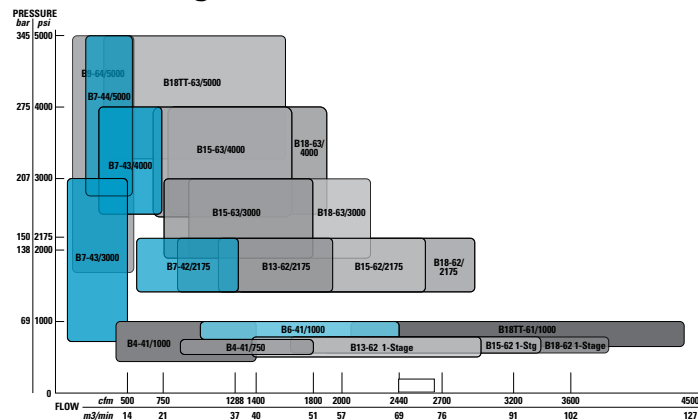 PRESSURE
bar psi
345 5000
B9-64/5000
B18TT-63/5000
B7-44/5000
275 4000
B15-63/4000
B18-63/
4000
B7-43/4000
207 3000
B15-63/3000
B18-63/3000
150 2175
138 2000
B7-43/3000
B7-42/2175
B13-62/2175
B15-62/2175
B18-62/
2175
69 1000
B6-41/1000
B18TT-61/1000
B4-41/1000
B4-41/750
B13-62 1-Stage
B15-62 1-Stg
B18-62 1-Stage
0
cfm 500 750 1288 1400 1800 2000 2440 2700 3200 3600 4500
FLOW
m3/min 14 21 37 40 51 57 69 76 91 102 127